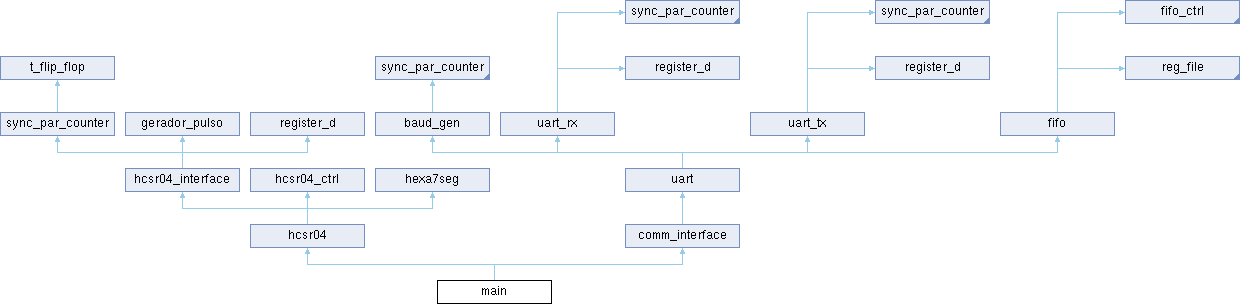 sync_par_counter
sync_par_counter
fifo_ctrl
t_flip_flop
sync_par_counter
register_d
register_d
reg_file
sync_par_counter
gerador_pulso
register_d
baud_gen
uart_rx
uart_tx
fifo
hcsr04_interface
hcsr04_ctrl
hexa7seg
uart
hcsr04
comm_interface
main